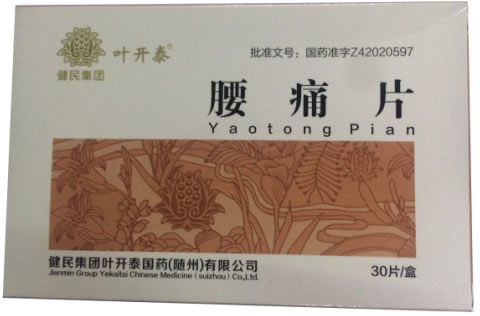 健民集团
叶开泰®
批准文号：国药准字Z42020597
腰痛片
Yaotong Pian
健民集团叶开泰国药(随州)有限公司
Jianmin Group Yekaitai Chinese Medicine (suizhou) Co,Ltd.
30片/盒